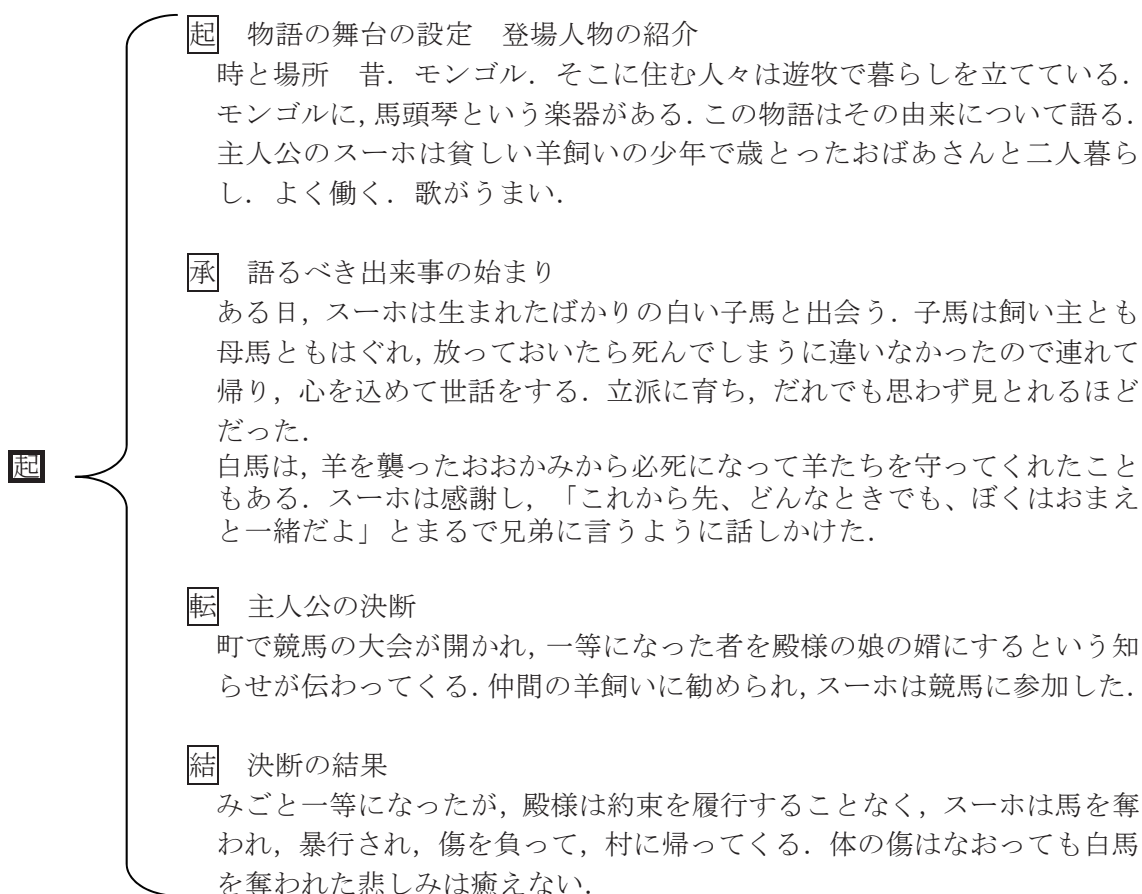 起　物語の舞台の設定　登場人物の紹介
時と場所　昔．モンゴル．そこに住む人々は遊牧で暮らしを立てている．
モンゴルに，馬頭琴という楽器がある．この物語はその由来について語る．
主人公のスーホは貧しい羊飼いの少年で歳とったおばあさんと二人暮ら
し．よく働く．歌がうまい．
承　語るべき出来事の始まり
ある日，スーホは生まれたばかりの白い子馬と出会う．子馬は飼い主とも
母馬ともはぐれ，放っておいたら死んでしまうに違いなかったので連れて
帰り，心を込めて世話をする．立派に育ち，だれでも思わず見とれるほど
だった．
起
白馬は，羊を襲ったおおかみから必死になって羊たちを守ってくれたこと
もある．スーホは感謝し，「これから先、どんなときでも、ぼくはおまえ
と一緒だよ」とまるで兄弟に言うように話しかけた．
転　主人公の決断
町で競馬の大会が開かれ，一等になった者を殿様の娘の婿にするという知
らせが伝わってくる．仲間の羊飼いに勧められ，スーホは競馬に参加した．
結　決断の結果
みごと一等になったが，殿様は約束を履行することなく，スーホは馬を奪
われ，暴行され，傷を負って，村に帰ってくる．体の傷はなおっても白馬
を奪われた悲しみは癒えない．